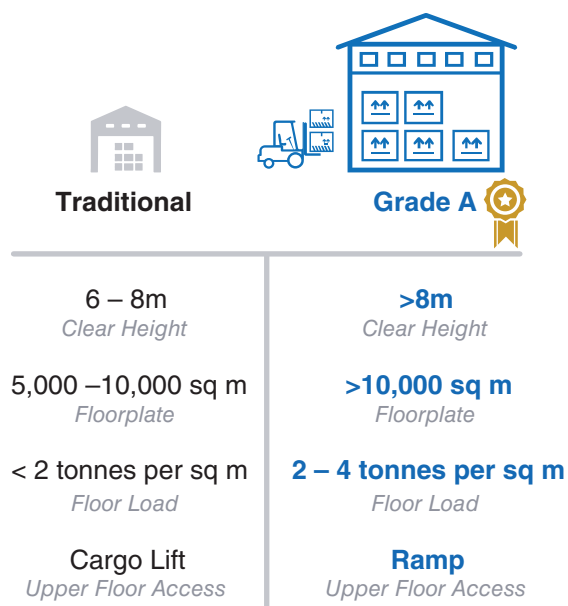 Traditional
Grade A
6 – 8m
Clear Height
>8m
Clear Height
5,000 –10,000 sq m
Floorplate
>10,000 sq m
Floorplate
< 2 tonnes per sq m
Floor Load
2 – 4 tonnes per sq m
Floor Load
Cargo Lift
Upper Floor Access
Ramp
Upper Floor Access